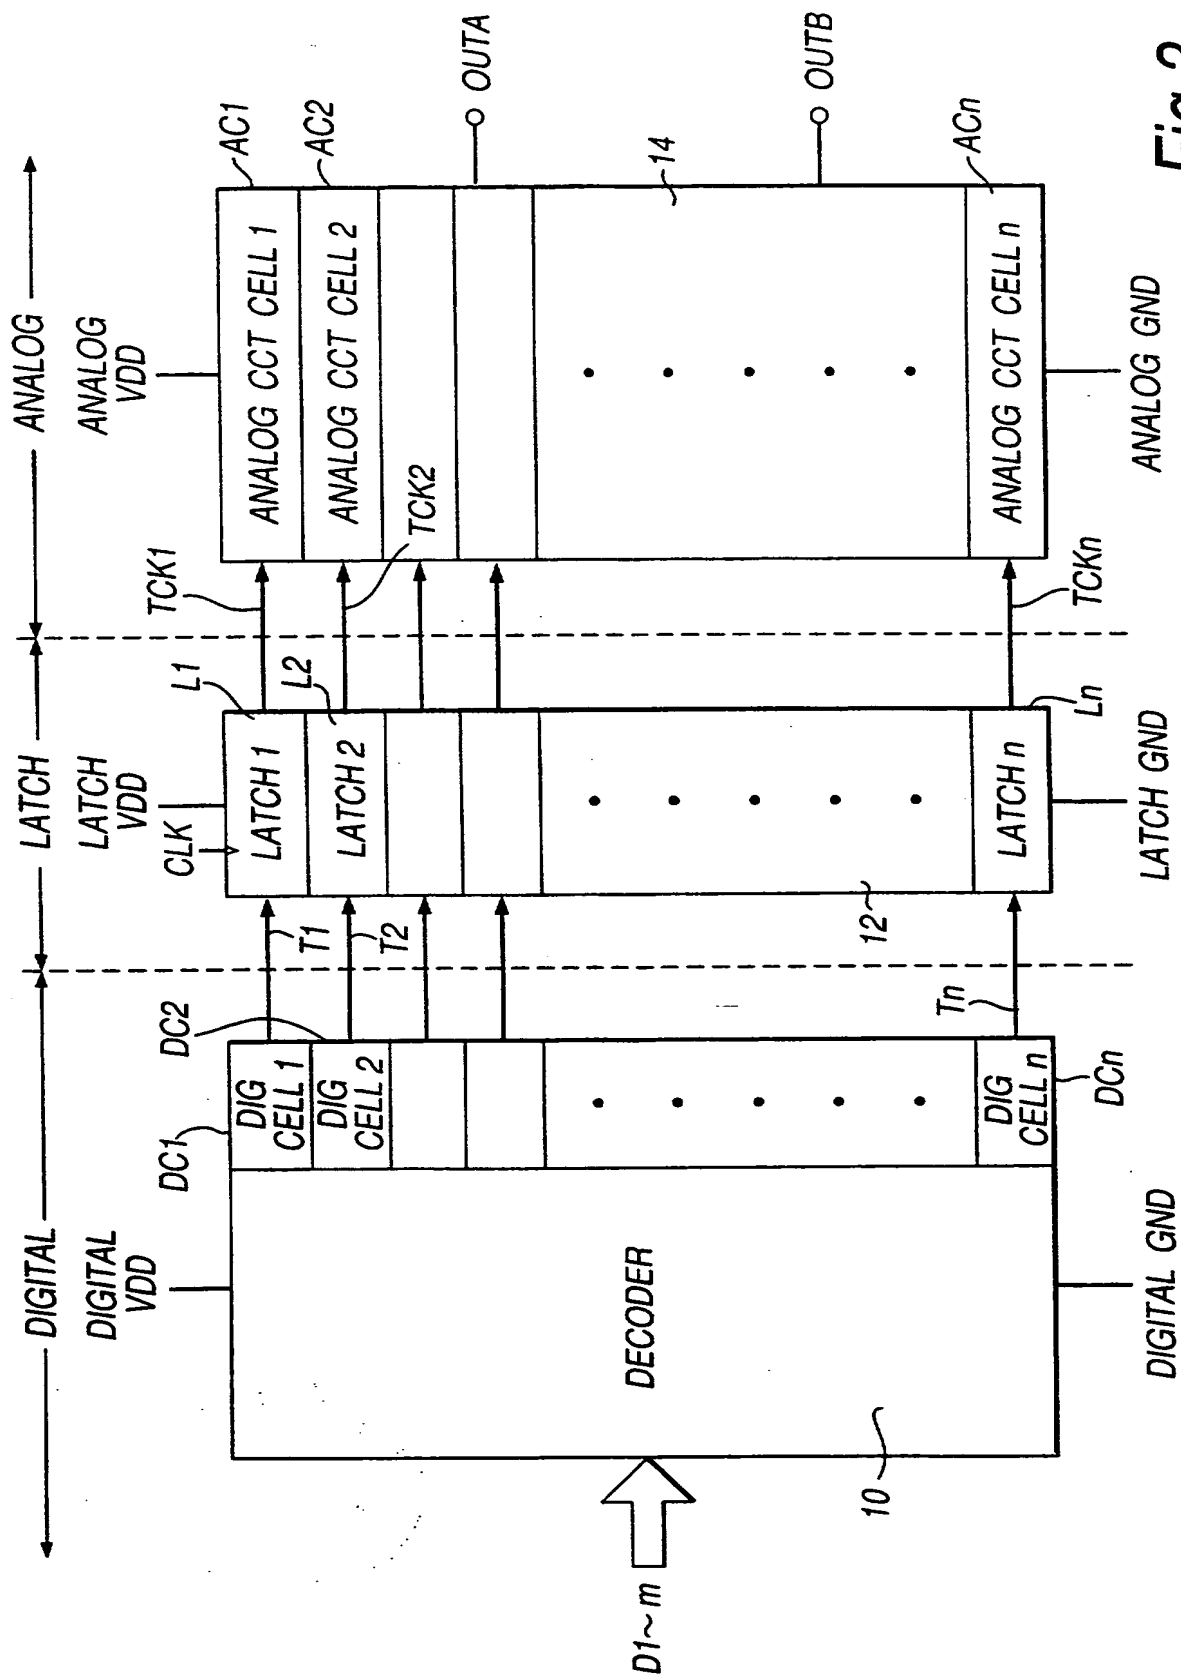 DIGITAL
LATCH
ANALOG
DIGITAL
VDD
LATCH
VDD
ANALOG
VDD
DC1
DC2
CLK
L1
L2
TCK1
TCK2
AC1
AC2
D1~m
DECODER
10
DIG
CELL 1
DIG
CELL 2
DIG
CELL n
DCn
T1
T2
Tn
LATCH 1
LATCH 2
12
LATCH n
Ln
TCKn
ANALOG CCT CELL 1
ANALOG CCT CELL 2
14
ANALOG CCT CELL n
ACn
OUTA
OUTB
DIGITAL GND
LATCH GND
ANALOG GND
Fig. 2